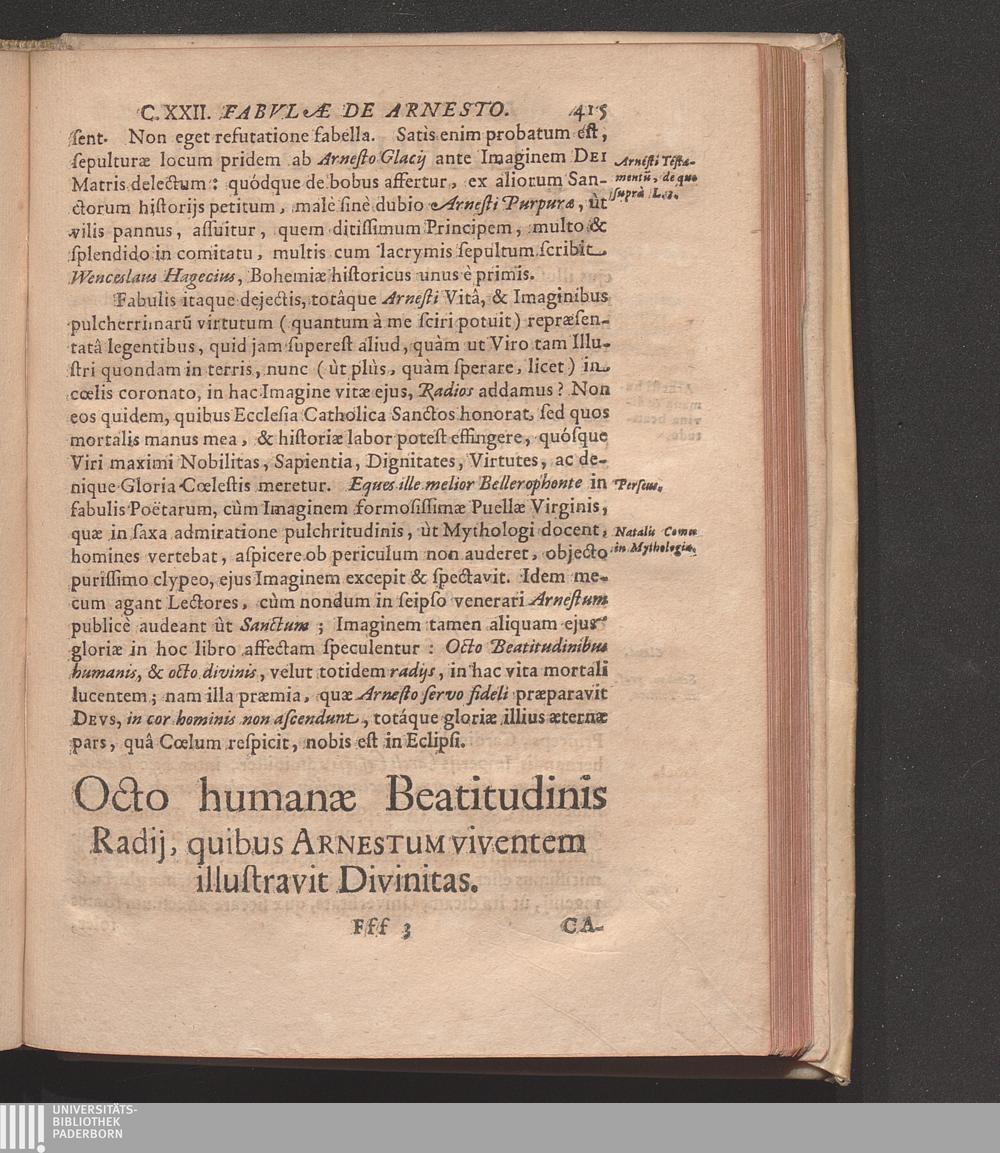 C. XXII. FABVLÆ DE ARNESTO. 415
ſent. Non eget refutatione fabella. Satis enim probatum eſt,
ſepulturæ locum pridem ab Arneſto Glacij ante Imaginem DEI
Matris delectum: quódque de bobus affertur, ex aliorum San-
ctorum hiſtorijs petitum, malè ſinè dubio Arneſti Purpuræ, ùt
vilis pannus, aſſuitur, quem ditiſſimum Principem, multo &
ſplendido in comitatu, multis cum lacrymis ſepultum ſcribit
Wenceslaus Hagecius, Bohemiæ hiſtoricus unus è primis.
Fabulis itaque dejectis, totâque Arneſti Vitâ, & Imaginibus
pulcherrimarū virtutum (quantum à me ſciri potuit) repræſen-
tatâ legentibus, quid jam ſupereſt aliud, quàm ut Viro tam Illu-
ſtri quondam in terris, nunc (ùt plùs, quàm ſperare, licet) in
cœlis coronato, in hac Imagine vitæ ejus, Radios addamus? Non
eos quidem, quibus Eccleſia Catholica Sanctos honorat, ſed quos
mortalis manus mea, & hiſtoriæ labor poteſt effingere, quóſque
Viri maximi Nobilitas, Sapientia, Dignitates, Virtutes, ac de-
nique Gloria Cœleſtis meretur. Eques ille melior Bellerophonte in
fabulis Poëtarum, cùm Imaginem formoſiſſimæ Puellæ Virginis,
quæ in ſaxa admiratione pulchritudinis, ùt Mythologi docent,
homines vertebat, aſpicere ob periculum non auderet, objecto
puriſſimo clypeo, ejus Imaginem excepit & ſpectavit. Idem me-
cum agant Lectores, cùm nondum in ſeipſo venerari Arneſtum
publicè audeant ùt Sanctum; Imaginem tamen aliquam ejus
gloriæ in hoc libro affectam ſpeculentur: Octo Beatitudinibus
humanis, & octo divinis, velut totidem radijs, in hac vita mortali
lucentem; nam illa præmia, quæ Arneſto ſervo fideli præparavit
DEVS, in cor hominis non aſcendunt, totáque gloriæ illius æternæ
pars, quâ Cœlum reſpicit, nobis eſt in Eclipſi.
Arneſti Teſta-
mentū, de quo
ſuprà L. 2.
Perſeus.
Natalis Comes
in Mythologia.
Octo humanæ Beatitudinis
Radij, quibus ARNESTUM viventem
illuſtravit Divinitas.
Fff 3 CA-
UNIVERSITÄTS-
BIBLIOTHEK
PADERBORN